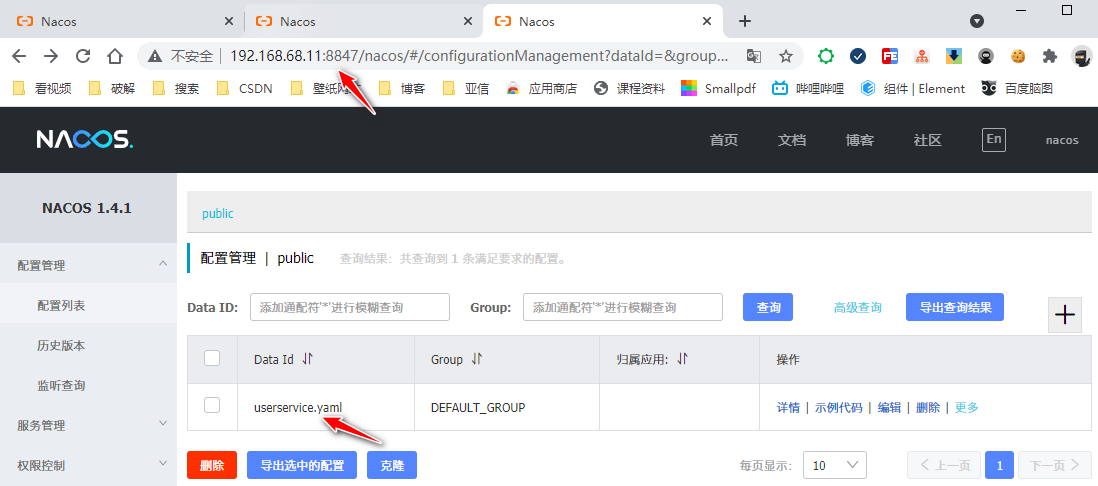 Nacos
Nacos
Nacos
不安全 192.168.68.11:8847/nacos/#/configurationManagement?dataId=&group...
看视频 破解 搜索 CSDN 博客 亚信 应用商店 课程资料 Smallpdf 哔哩哔哩 组件 | Element 百度脑图
NACOS. 首页 文档 博客 社区 En nacos
NACOS 1.4.1
配置管理
配置列表
历史版本
监听查询
服务管理
权限控制
public
配置管理 | public 查询结果：共查询到 1 条满足要求的配置。
Data ID: 添加通配符'*'进行模糊查询 Group: 添加通配符'*'进行模糊查询 查询 高级查询 导出查询结果
Data Id Group 归属应用: 操作
userservice.yaml DEFAULT_GROUP 详情 | 示例代码 | 编辑 | 删除 | 更多
删除 导出选中的配置 克隆 每页显示: 10 上一页 1 下一页